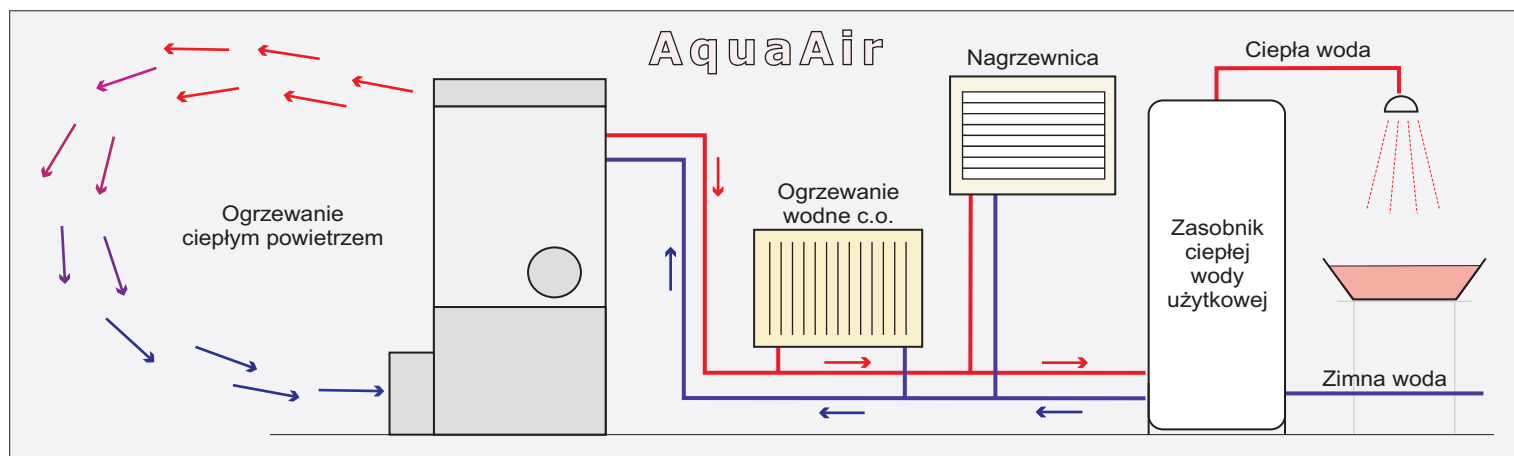 AquaAir
Ogrzewanie
ciepłym powietrzem
Ogrzewanie
wodne c.o.
Nagrzewnica
Zasobnik
ciepłej
wody
użytkowej
Ciepła woda
Zimna woda